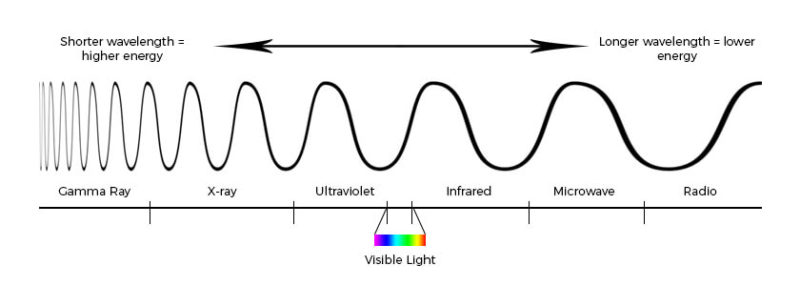 Shorter wavelength =
higher energy
Longer wavelength = lower
energy
Gamma Ray
X-ray
Ultraviolet
Infrared
Microwave
Radio
Visible Light